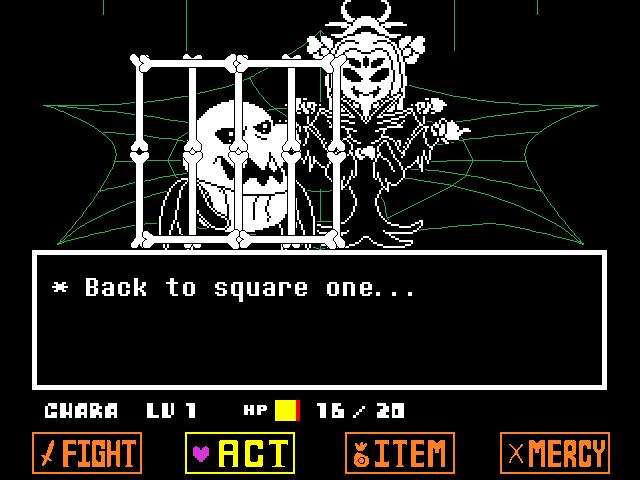 * Back to square one...
CHARA LV 1 HP 16 / 20
FIGHT ACT ITEM MERCY